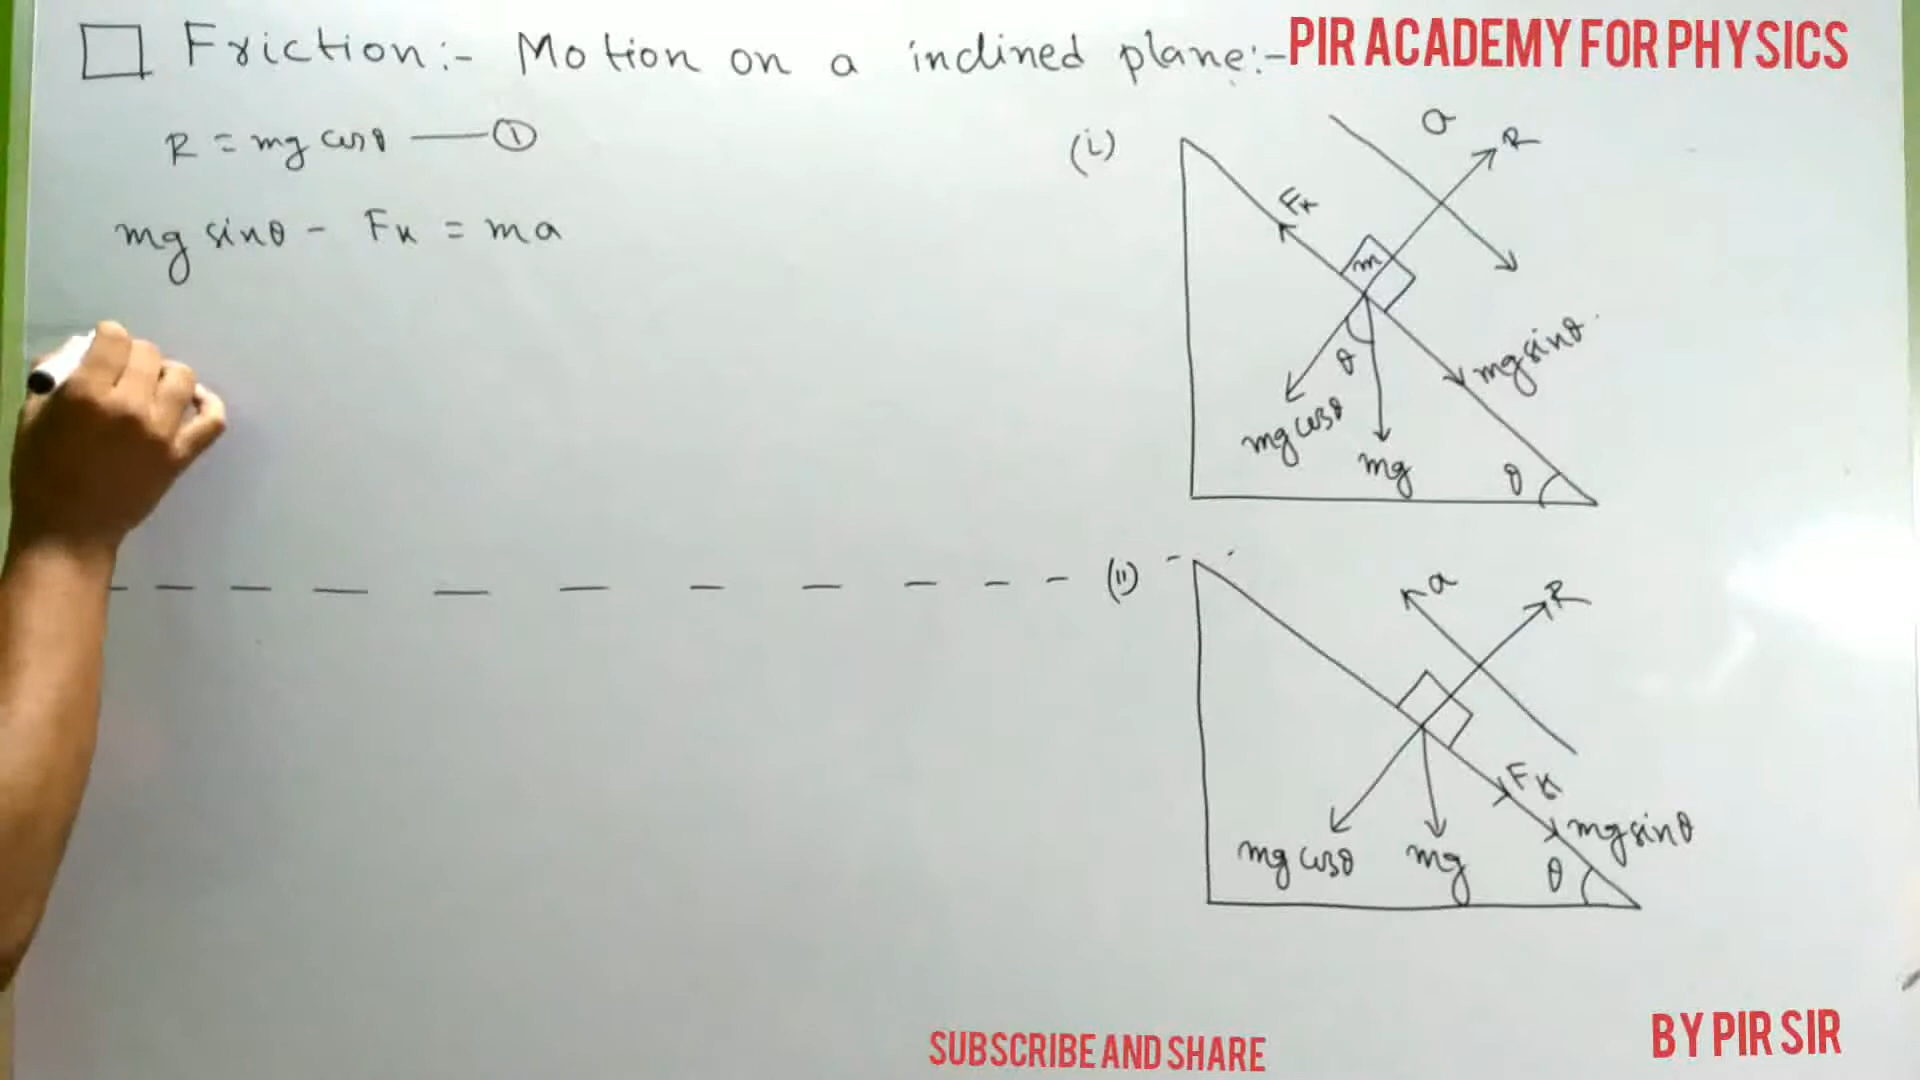 Friction:- Motion on a inclined plane:- PIR ACADEMY FOR PHYSICS
R = mg cosθ —— ①
mg sinθ - Fk = ma
(i)
a
R
Fk
m
mg sinθ
θ
mg cosθ
mg
θ
(ii)
a
R
Fk
mg sinθ
mg cosθ
mg
θ
SUBSCRIBE AND SHARE
BY PIR SIR